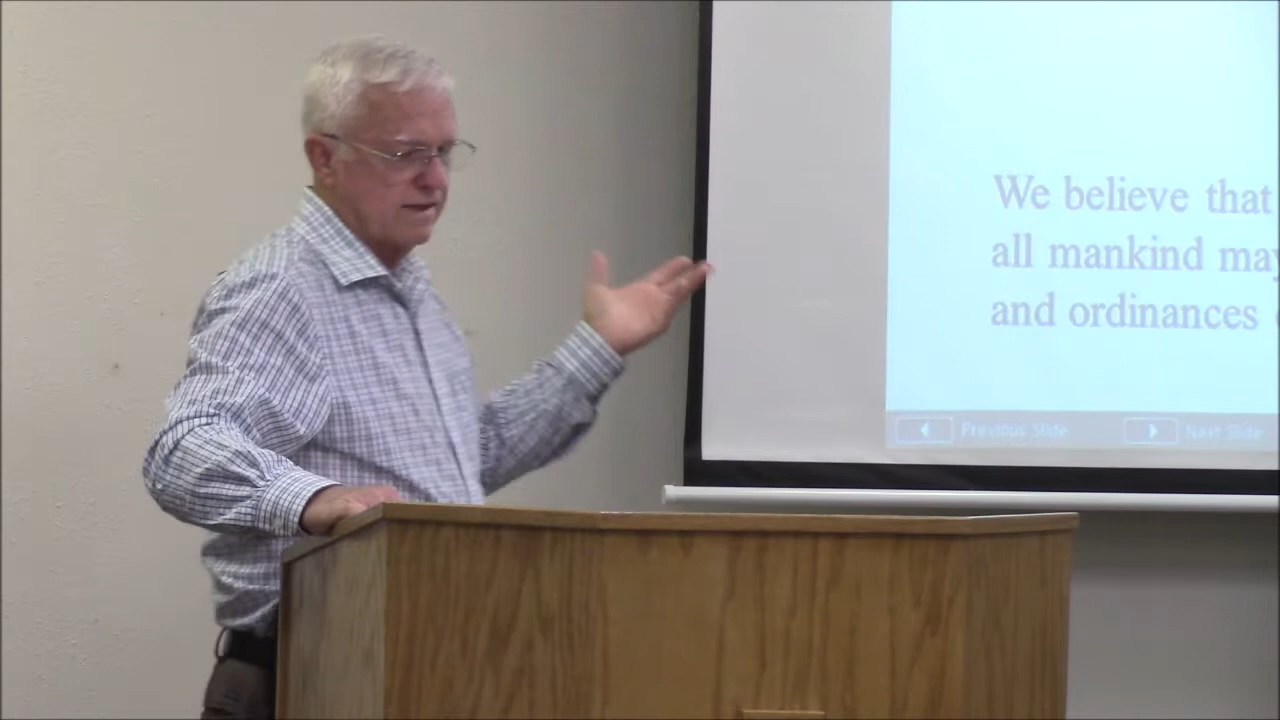 We believe that
all mankind may
and ordinances
Previous Slide
Next Slide